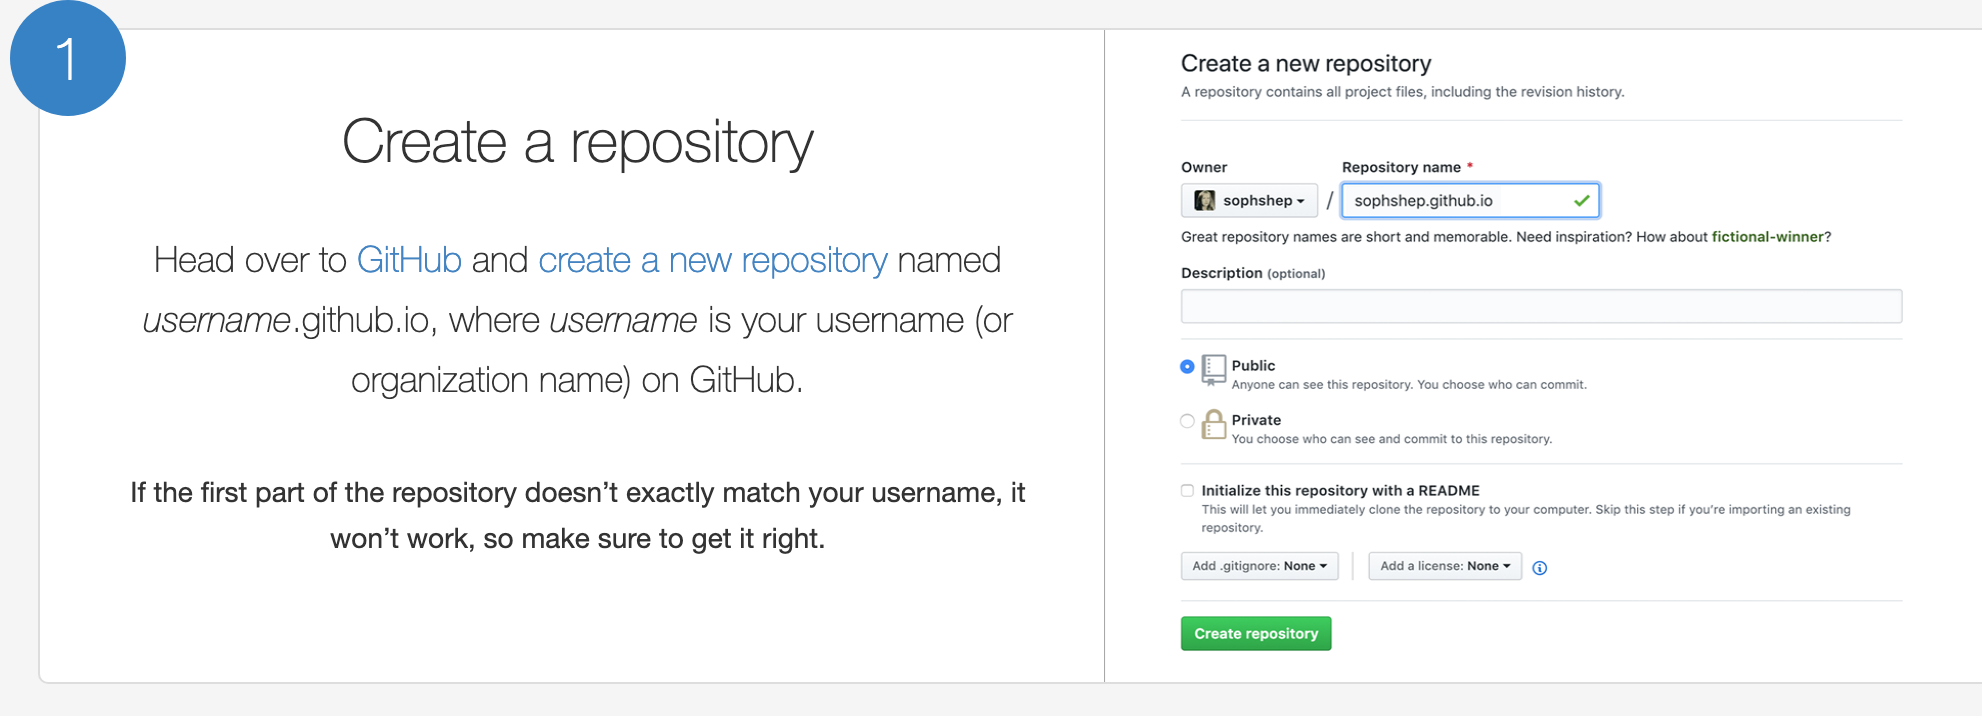 1
Create a repository
Head over to GitHub and create a new repository named
username.github.io, where username is your username (or
organization name) on GitHub.
If the first part of the repository doesn’t exactly match your username, it
won’t work, so make sure to get it right.
Create a new repository
A repository contains all project files, including the revision history.
Owner Repository name *
sophshep / sophshep.github.io
Great repository names are short and memorable. Need inspiration? How about fictional-winner?
Description (optional)
Public
Anyone can see this repository. You choose who can commit.
Private
You choose who can see and commit to this repository.
Initialize this repository with a README
This will let you immediately clone the repository to your computer. Skip this step if you’re importing an existing
repository.
Add .gitignore: None Add a license: None
Create repository